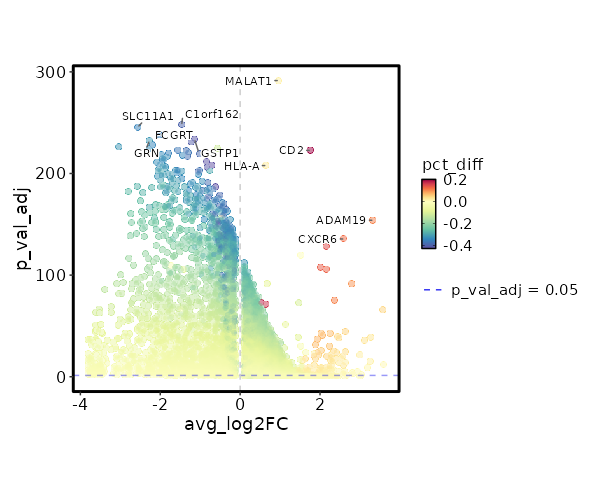 300
200
100
0
p_val_adj
-4
-2
0
2
avg_log2FC
MALAT1
SLC11A1
C1orf162
FCGRT
GRN
GSTP1
HLA-A
CD2
ADAM19
CXCR6
pct_diff
0.2
0.0
-0.2
-0.4
p_val_adj = 0.05